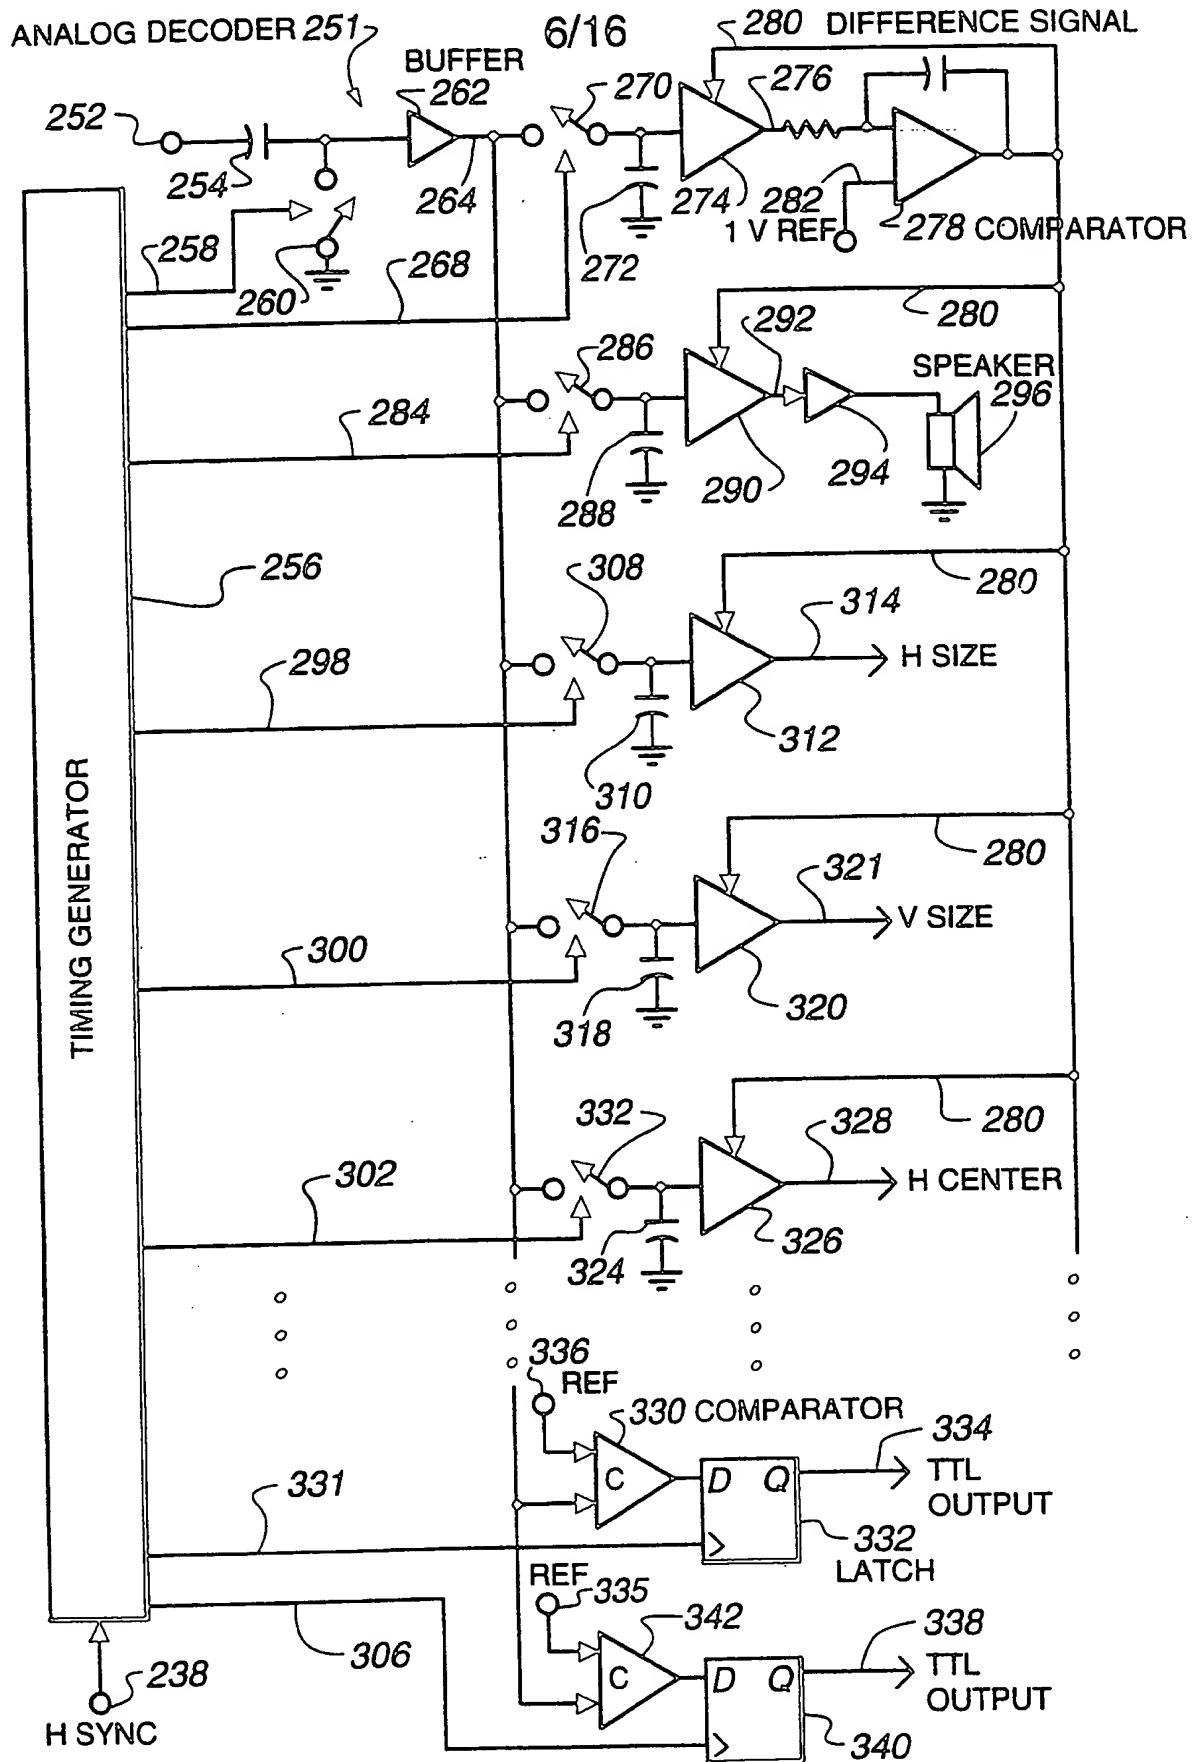 ANALOG DECODER 251
6/16
280 DIFFERENCE SIGNAL
BUFFER
262
270
276
252
254
264
274
282
1 V REF
278 COMPARATOR
258
260
268
272
280
292
286
SPEAKER
296
284
288
290
294
256
308
280
314
H SIZE
298
312
310
316
280
321
V SIZE
300
318
320
TIMING GENERATOR
332
280
328
H CENTER
302
324
326
336
REF
330 COMPARATOR
334
C
D Q
TTL
OUTPUT
331
332
LATCH
REF
335
342
338
306
C
D Q
TTL
OUTPUT
238
340
H SYNC